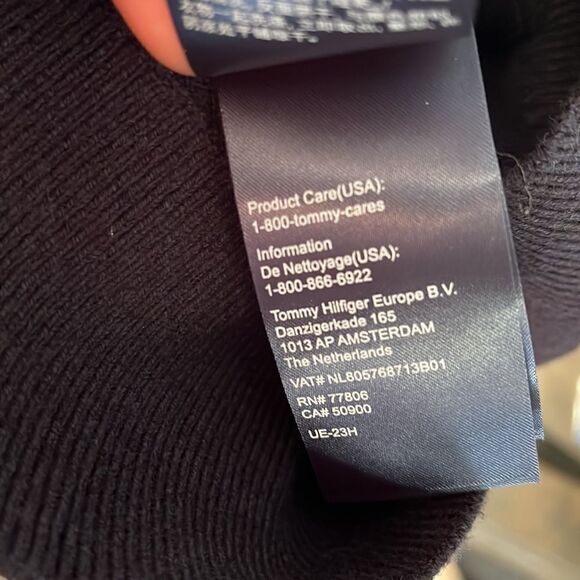 Product Care(USA):
1-800-tommy-cares
Information
De Nettoyage(USA):
1-800-866-6922
Tommy Hilfiger Europe B.V.
Danzigerkade 165
1013 AP AMSTERDAM
The Netherlands
VAT# NL805768713B01
RN# 77806
CA# 50900
UE-23H